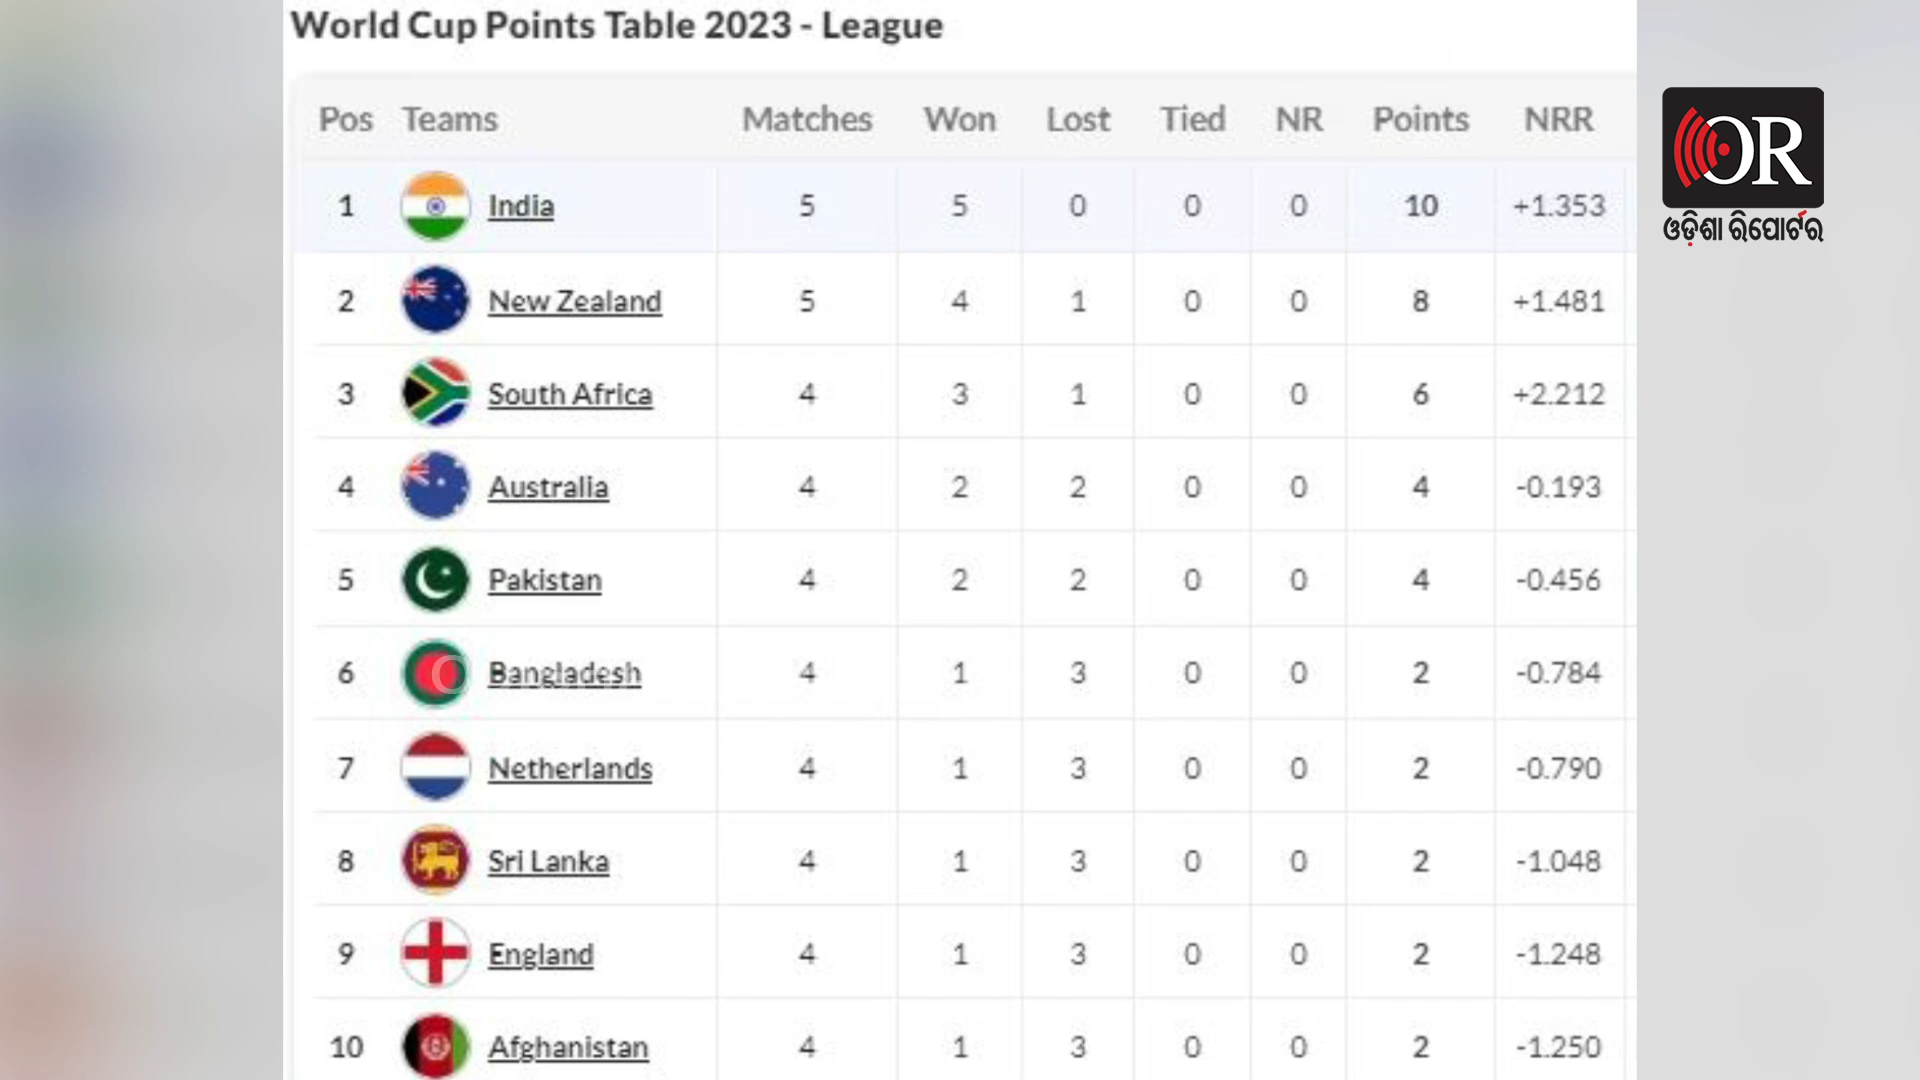 World Cup Points Table 2023 - League
Pos Teams Matches Won Lost Tied NR Points NRR
1 India 5 5 0 0 0 10 +1.353
2 New Zealand 5 4 1 0 0 8 +1.481
3 South Africa 4 3 1 0 0 6 +2.212
4 Australia 4 2 2 0 0 4 -0.193
5 Pakistan 4 2 2 0 0 4 -0.456
6 Bangladesh 4 1 3 0 0 2 -0.784
7 Netherlands 4 1 3 0 0 2 -0.790
8 Sri Lanka 4 1 3 0 0 2 -1.048
9 England 4 1 3 0 0 2 -1.248
10 Afghanistan 4 1 3 0 0 2 -1.250
OR
ଓଡ଼ିଶା ରିପୋର୍ଟର